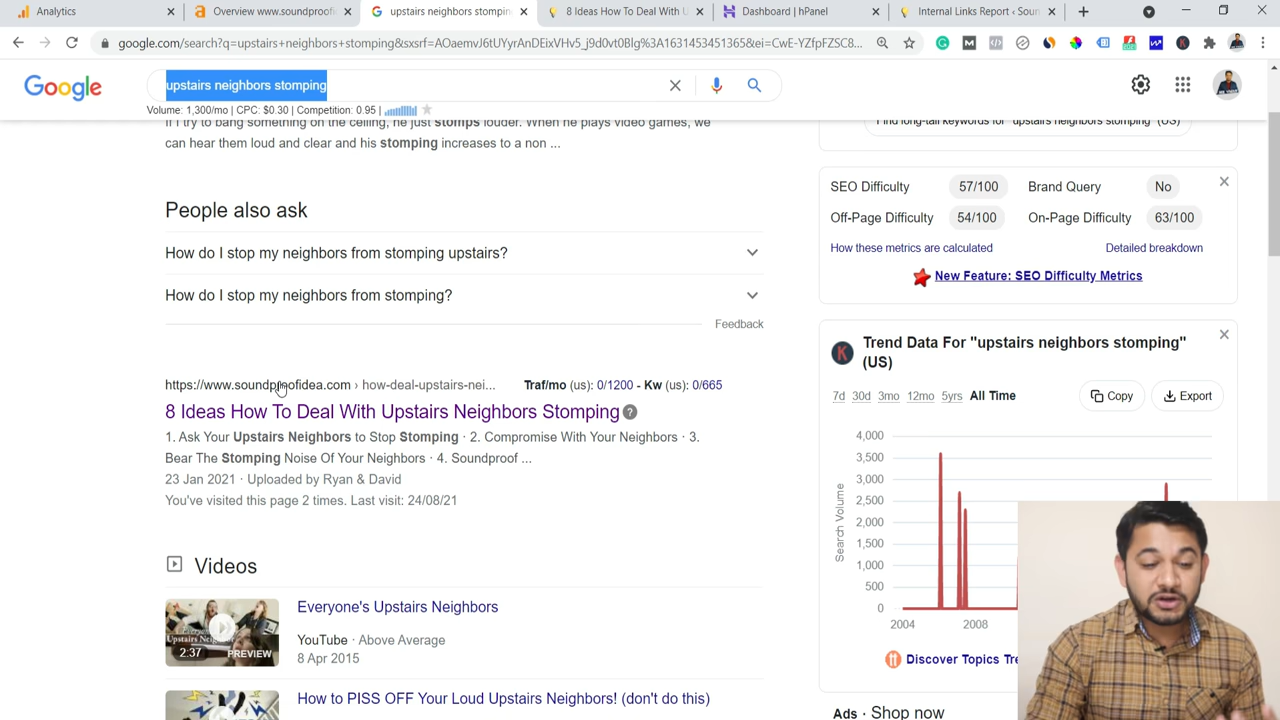 Analytics
Overview www.soundproofi
upstairs neighbors stompin
8 Ideas How To Deal With U
Dashboard | hPanel
Internal Links Report ‹ Soun
google.com/search?q=upstairs+neighbors+stomping&sxsrf=AOaemvJ6tUYyrAnDEixVHv5_j9d0vt0Blg%3A1631453451365&ei=CwE-YZfpFZSC8...
Google
upstairs neighbors stomping
Volume: 1,300/mo | CPC: $0.30 | Competition: 0.95
If I try to bang something on the ceiling, he just stomps louder. When he plays video games, we
can hear them loud and clear and his stomping increases to a non ...
People also ask
How do I stop my neighbors from stomping upstairs?
How do I stop my neighbors from stomping?
Feedback
https://www.soundproofidea.com › how-deal-upstairs-nei...
Traf/mo (us): 0/1200 - Kw (us): 0/665
8 Ideas How To Deal With Upstairs Neighbors Stomping
1. Ask Your Upstairs Neighbors to Stop Stomping · 2. Compromise With Your Neighbors · 3.
Bear The Stomping Noise Of Your Neighbors · 4. Soundproof ...
23 Jan 2021 · Uploaded by Ryan & David
You've visited this page 2 times. Last visit: 24/08/21
Videos
2:37
PREVIEW
Everyone's Upstairs Neighbors
YouTube · Above Average
8 Apr 2015
How to PISS OFF Your Loud Upstairs Neighbors! (don't do this)
Find long-tail keywords for "upstairs neighbors stomping" (US)
SEO Difficulty 57/100 Brand Query No
Off-Page Difficulty 54/100 On-Page Difficulty 63/100
How these metrics are calculated Detailed breakdown
New Feature: SEO Difficulty Metrics
K
Trend Data For "upstairs neighbors stomping"
(US)
7d 30d 3mo 12mo 5yrs All Time
Copy
Export
4,000
3,500
3,000
2,500
2,000
1,500
1,000
500
0
Search Volume
2004 2008
Discover Topics Tre
Ads · Shop now